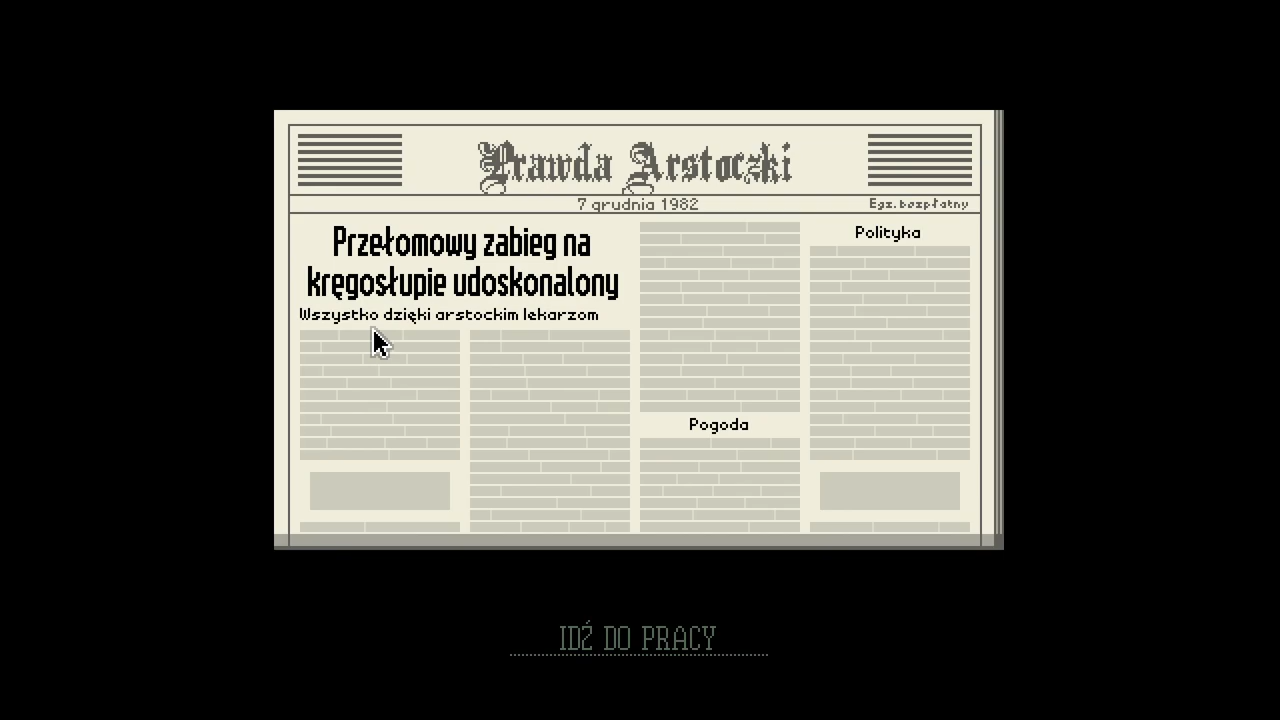 Prawda Arstoczki
7 grudnia 1982
Egz. bezpłatny
Przełomowy zabieg na
kręgosłupie udoskonalony
Wszystko dzięki arstockim lekarzom
Pogoda
Polityka
IDŹ DO PRACY